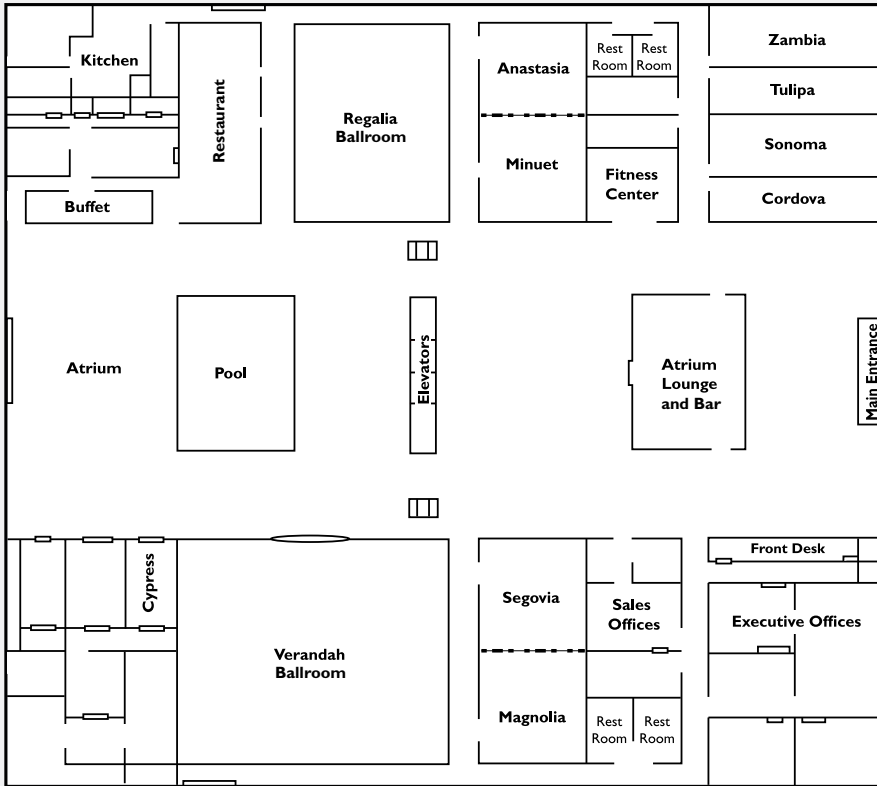 Kitchen
Restaurant
Buffet
Regalia
Ballroom
Anastasia
Minuet
Rest
Room
Rest
Room
Fitness
Center
Zambia
Tulipa
Sonoma
Cordova
Atrium
Pool
Elevators
Atrium
Lounge
and Bar
Main Entrance
Cypress
Verandah
Ballroom
Segovia
Magnolia
Sales
Offices
Rest
Room
Rest
Room
Front Desk
Executive Offices